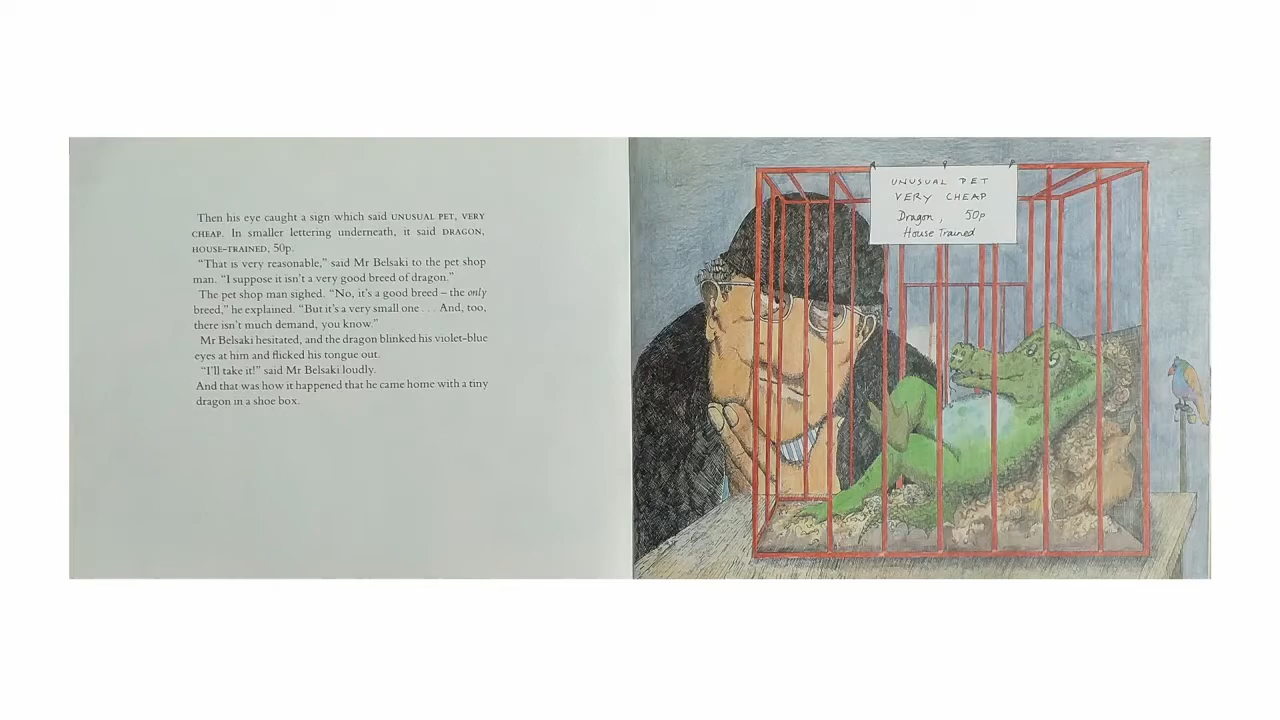 Then his eye caught a sign which said UNUSUAL PET, VERY
CHEAP. In smaller lettering underneath, it said DRAGON,
HOUSE-TRAINED, 50p.
"That is very reasonable," said Mr Belsaki to the pet shop
man. "I suppose it isn't a very good breed of dragon."
The pet shop man sighed. "No, it's a good breed – the only
breed," he explained. "But it's a very small one . . . And, too,
there isn't much demand, you know."
Mr Belsaki hesitated, and the dragon blinked his violet-blue
eyes at him and flicked his tongue out.
"I'll take it!" said Mr Belsaki loudly.
And that was how it happened that he came home with a tiny
dragon in a shoe box.
UNUSUAL PET
VERY CHEAP
Dragon, 50p
House Trained